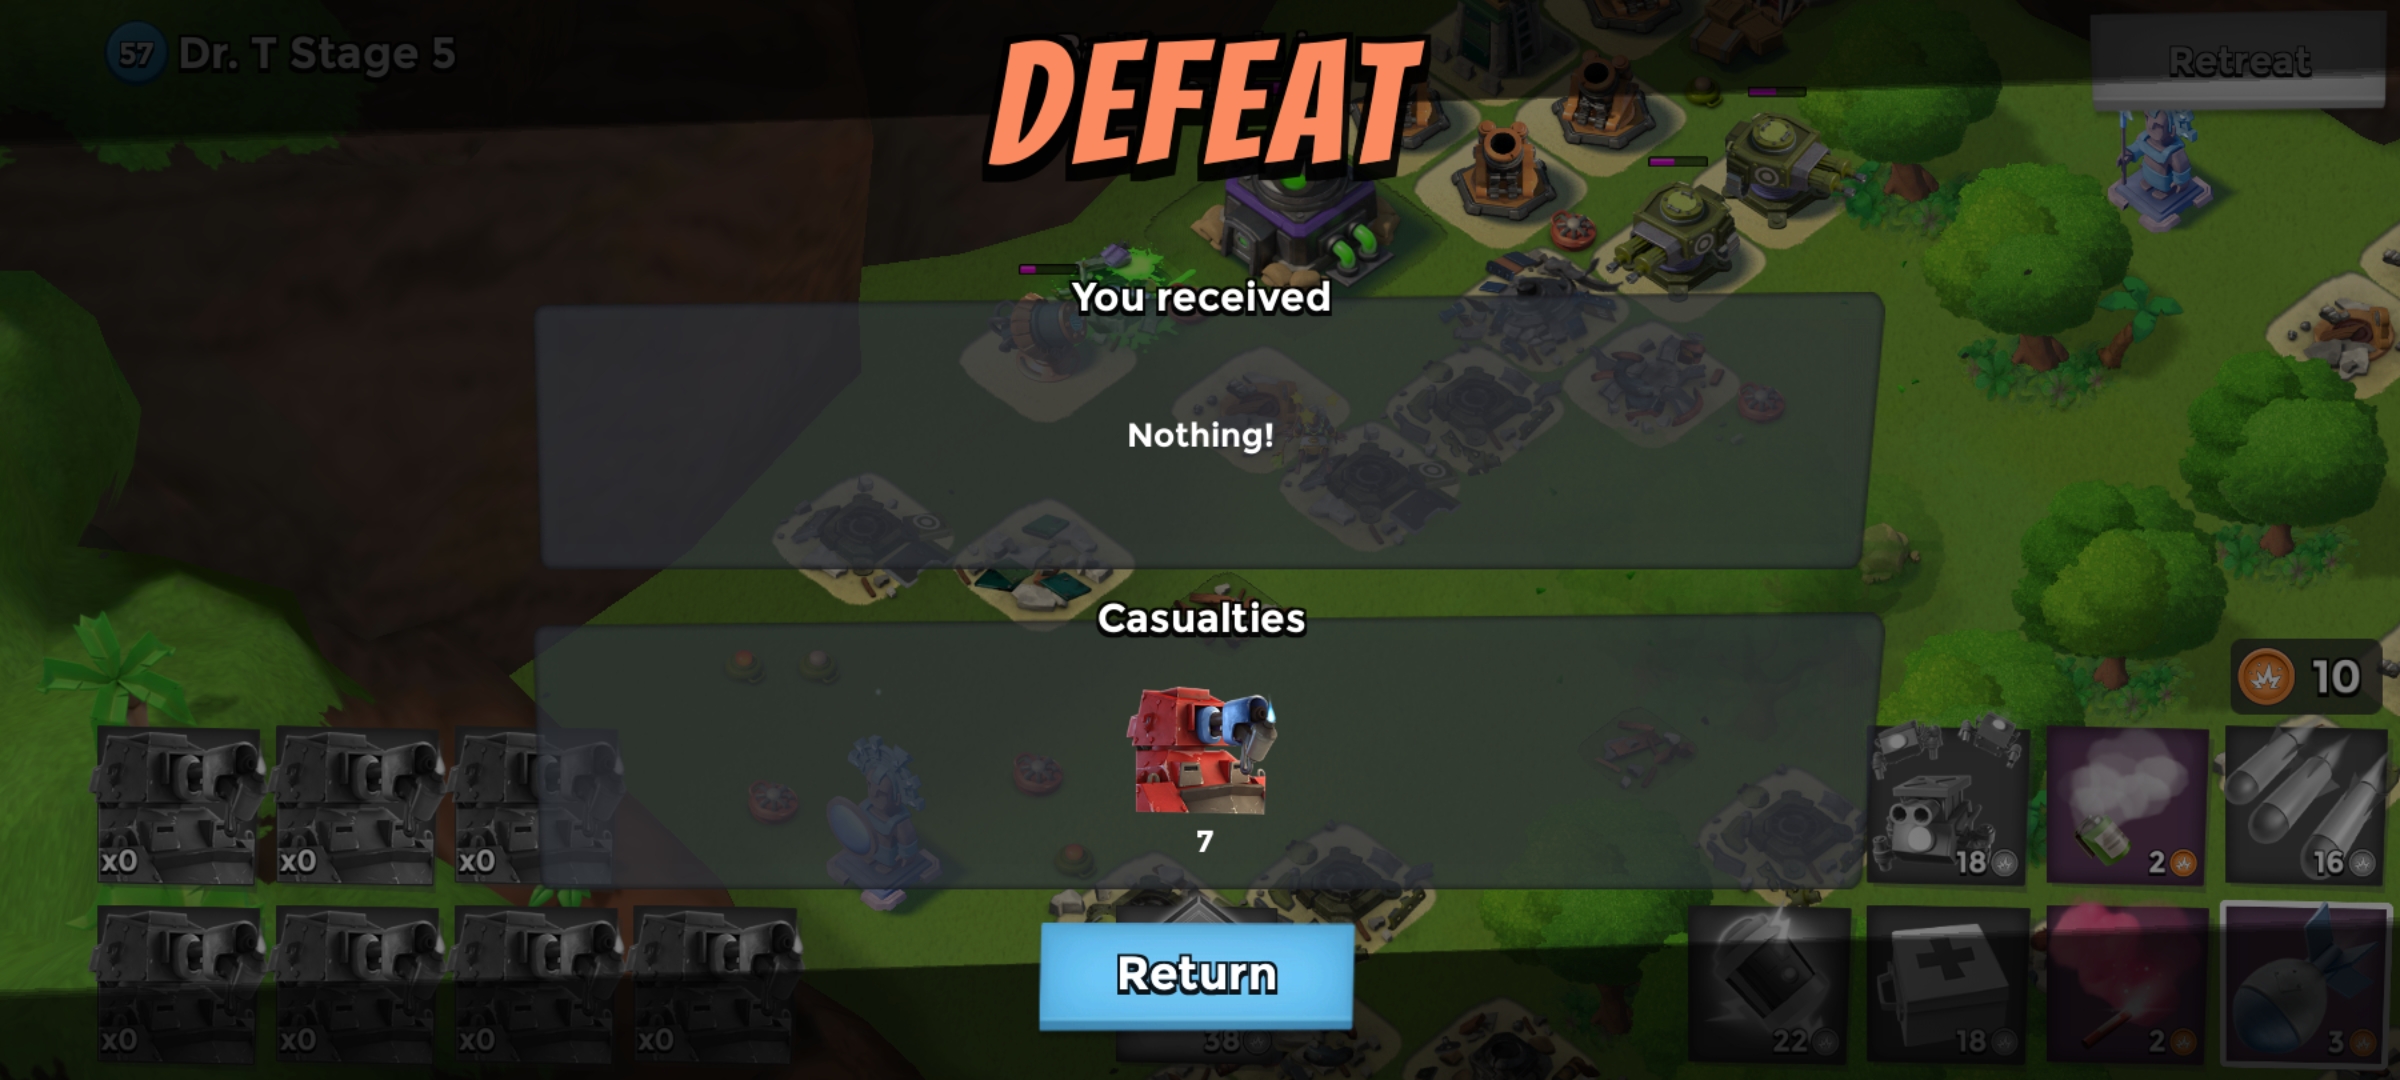 57 Dr. T Stage 5
DEFEAT
Retreat
You received
Nothing!
Casualties
7
10
x0 x0 x0
18 2 16
x0 x0 x0 x0
Return
38
22 18 2 3